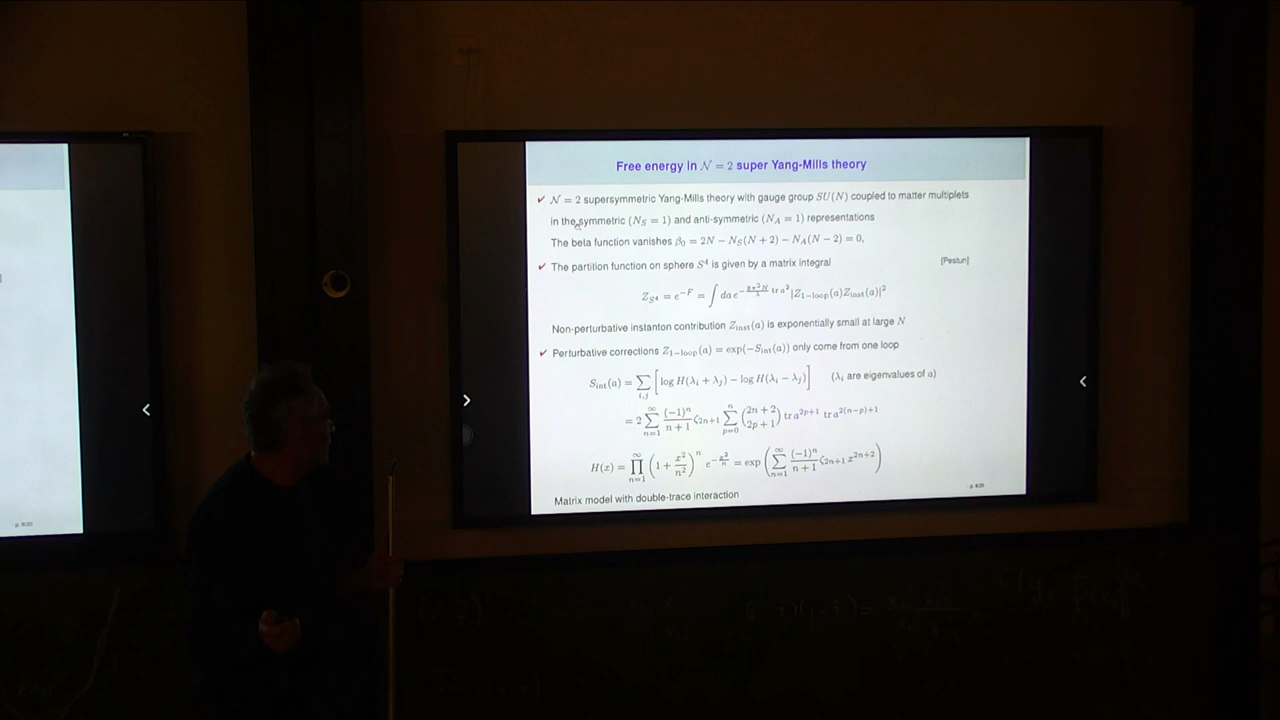 Free energy in 𝒩 = 2 super Yang-Mills theory
✔ 𝒩 = 2 supersymmetric Yang-Mills theory with gauge group SU(N) coupled to matter multiplets
in the symmetric (N_S = 1) and anti-symmetric (N_A = 1) representations
The beta function vanishes β_0 = 2N − N_S(N + 2) − N_A(N − 2) = 0,
✔ The partition function on sphere S^4 is given by a matrix integral [Pestun]
Z_{S^4} = e^{−F} = ∫ da e^{−\frac{8π^2 N}{λ} tr a^2} |Z_{1−loop}(a) Z_{inst}(a)|^2
Non-perturbative instanton contribution Z_{inst}(a) is exponentially small at large N
✔ Perturbative corrections Z_{1−loop}(a) = exp(−S_{int}(a)) only come from one loop
S_{int}(a) = ∑_{i,j} [log H(λ_i + λ_j) − log H(λ_i − λ_j)] (λ_i are eigenvalues of a)
= 2 ∑_{n=1}^{∞} \frac{(−1)^n}{n+1} ζ_{2n+1} ∑_{p=0}^{n} \binom{2n+2}{2p+1} tr a^{2p+1} tr a^{2(n−p)+1}
H(x) = ∏_{n=1}^{∞} (1 + \frac{x^2}{n^2})^n e^{−\frac{x^2}{n}} = exp(∑_{n=1}^{∞} \frac{(−1)^n}{n+1} ζ_{2n+1} x^{2n+2})
Matrix model with double-trace interaction